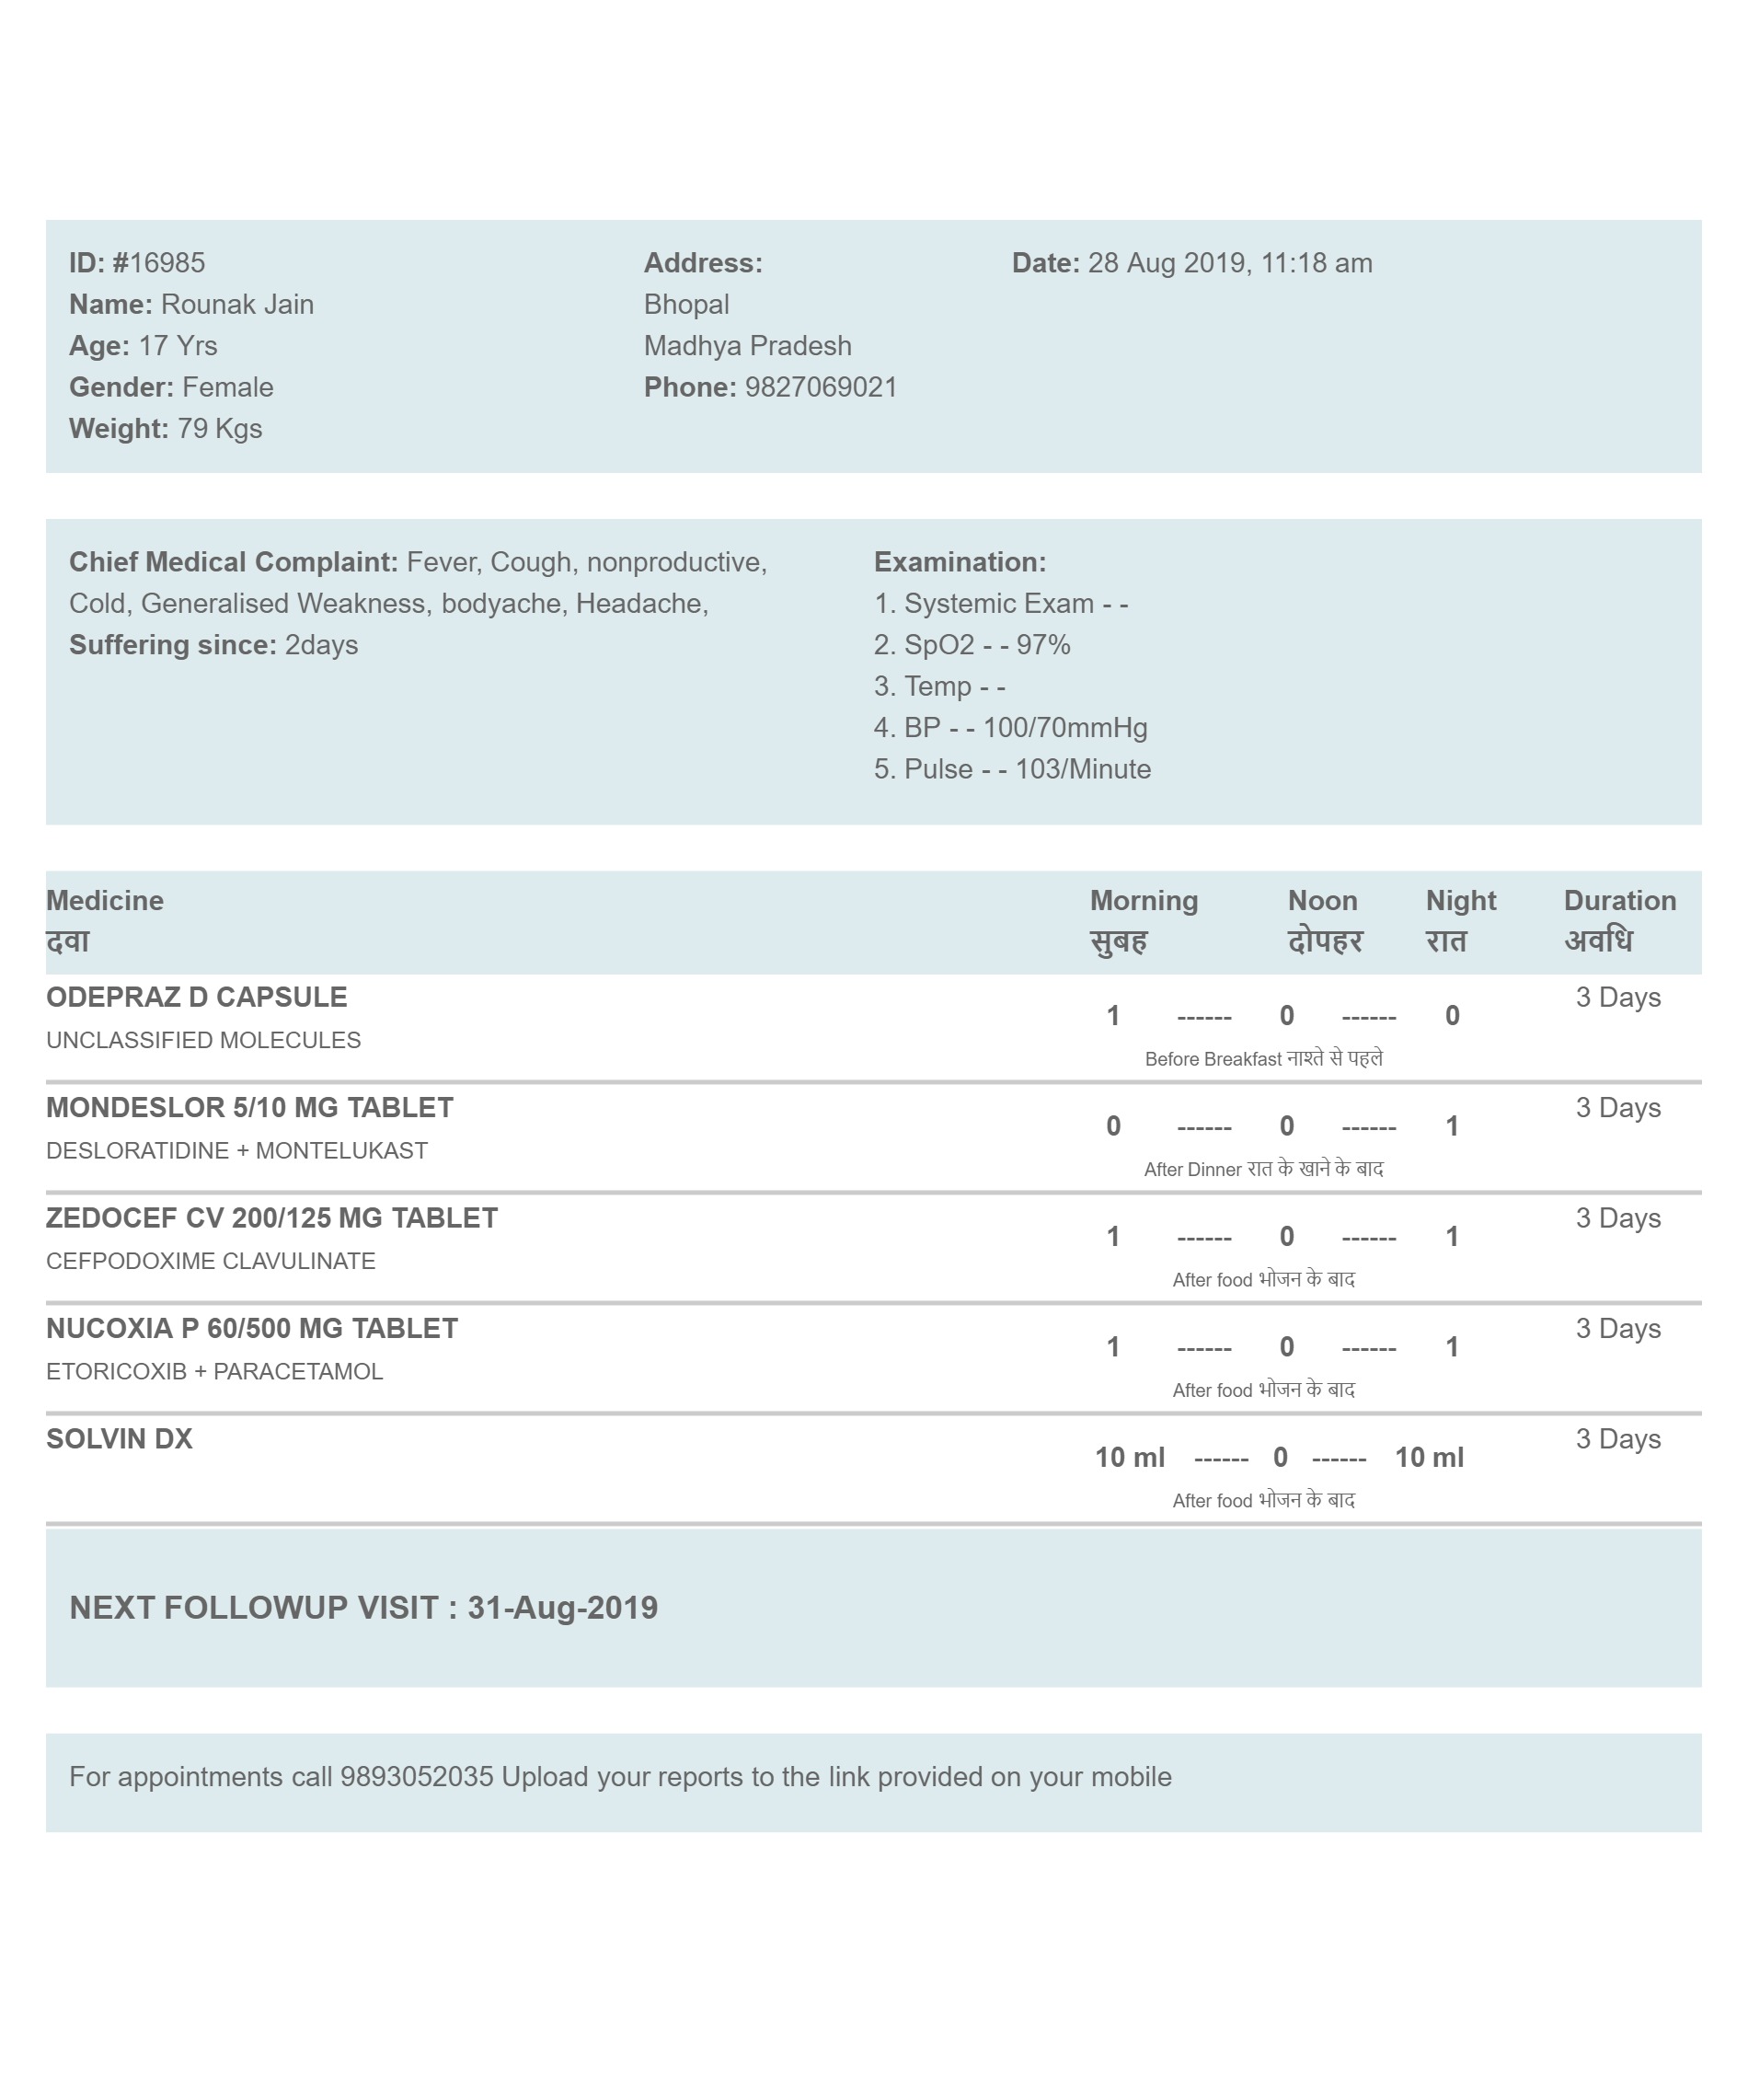 ID: #16985
Name: Rounak Jain
Age: 17 Yrs
Gender: Female
Weight: 79 Kgs
Address:
Bhopal
Madhya Pradesh
Phone: 9827069021
Date: 28 Aug 2019, 11:18 am
Chief Medical Complaint: Fever, Cough, nonproductive,
Cold, Generalised Weakness, bodyache, Headache,
Suffering since: 2days
Examination:
1. Systemic Exam - -
2. SpO2 - - 97%
3. Temp - -
4. BP - - 100/70mmHg
5. Pulse - - 103/Minute
Medicine Morning Noon Night Duration
दवा सुबह दोपहर रात अवधि
ODEPRAZ D CAPSULE 3 Days
1 ------ 0 ------ 0
UNCLASSIFIED MOLECULES
Before Breakfast नाश्ते से पहले
MONDESLOR 5/10 MG TABLET 3 Days
0 ------ 0 ------ 1
DESLORATIDINE + MONTELUKAST
After Dinner रात के खाने के बाद
ZEDOCEF CV 200/125 MG TABLET 3 Days
1 ------ 0 ------ 1
CEFPODOXIME CLAVULINATE
After food भोजन के बाद
NUCOXIA P 60/500 MG TABLET 3 Days
1 ------ 0 ------ 1
ETORICOXIB + PARACETAMOL
After food भोजन के बाद
SOLVIN DX 3 Days
10 ml ------ 0 ------ 10 ml
After food भोजन के बाद
NEXT FOLLOWUP VISIT : 31-Aug-2019
For appointments call 9893052035 Upload your reports to the link provided on your mobile